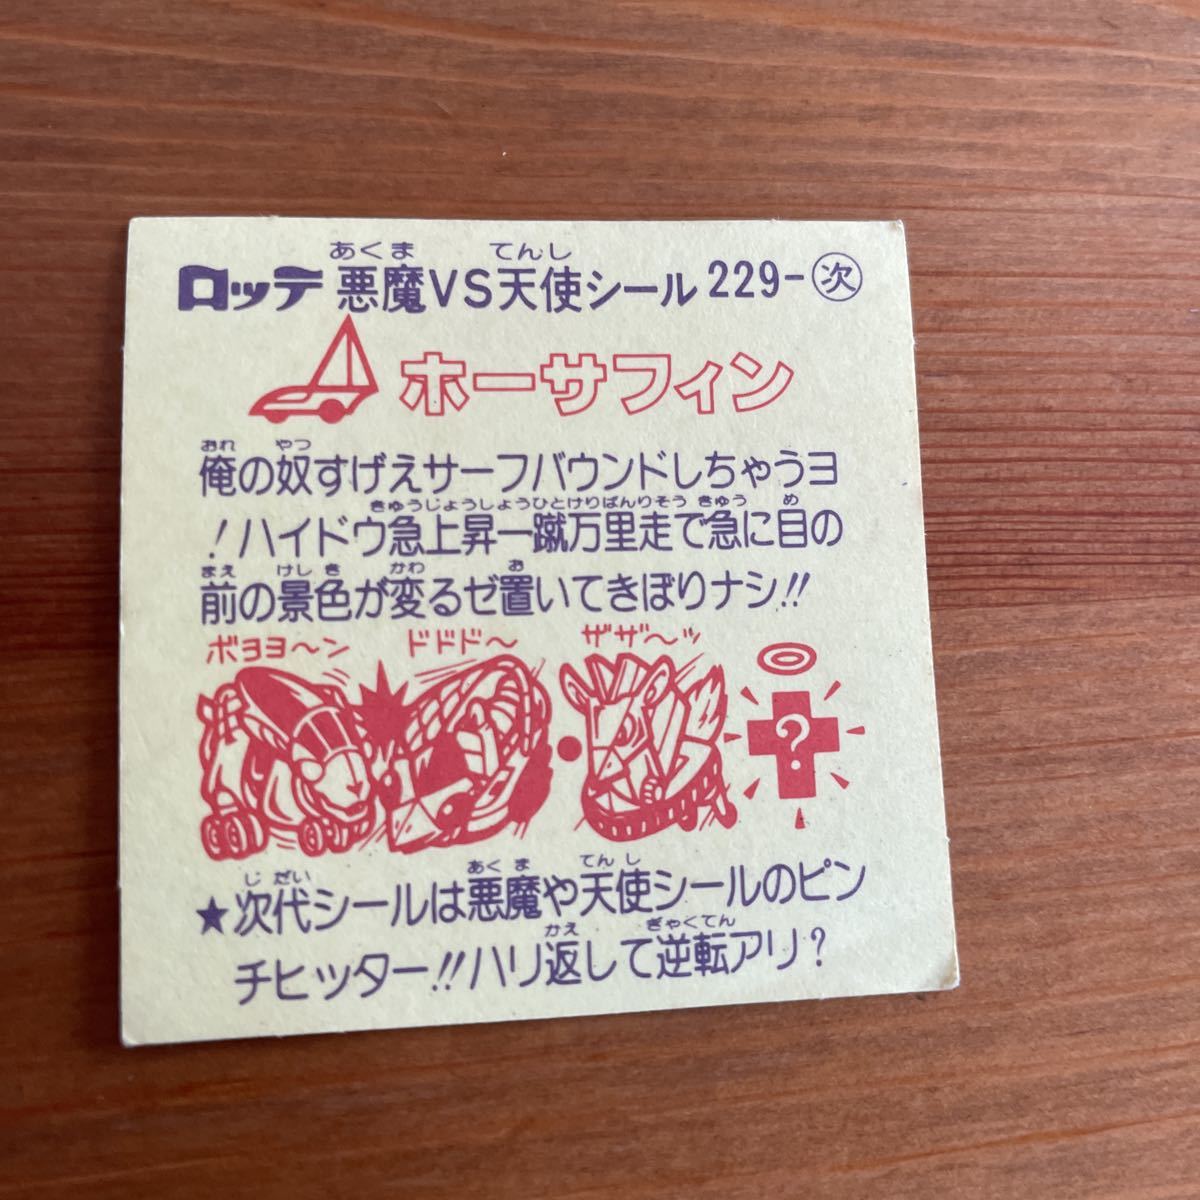 あくま てんし
ロッテ 悪魔VS天使シール 229-次
ホーサフィン
おれ やつ
俺の奴すげえサーフバウンドしちゃうヨ
きゅうじょうしょうひとけりばんりそう きゅう め
!ハイドウ急上昇一蹴万里走で急に目の
まえ けしき かわ お
前の景色が変るゼ置いてきぼりナシ!!
ボヨヨ〜ン ドドド〜 ザザ〜ッ
?
じだい あくま てんし
★次代シールは悪魔や天使シールのピン
かえ ぎゃくてん
チヒッター!!ハリ返して逆転アリ?